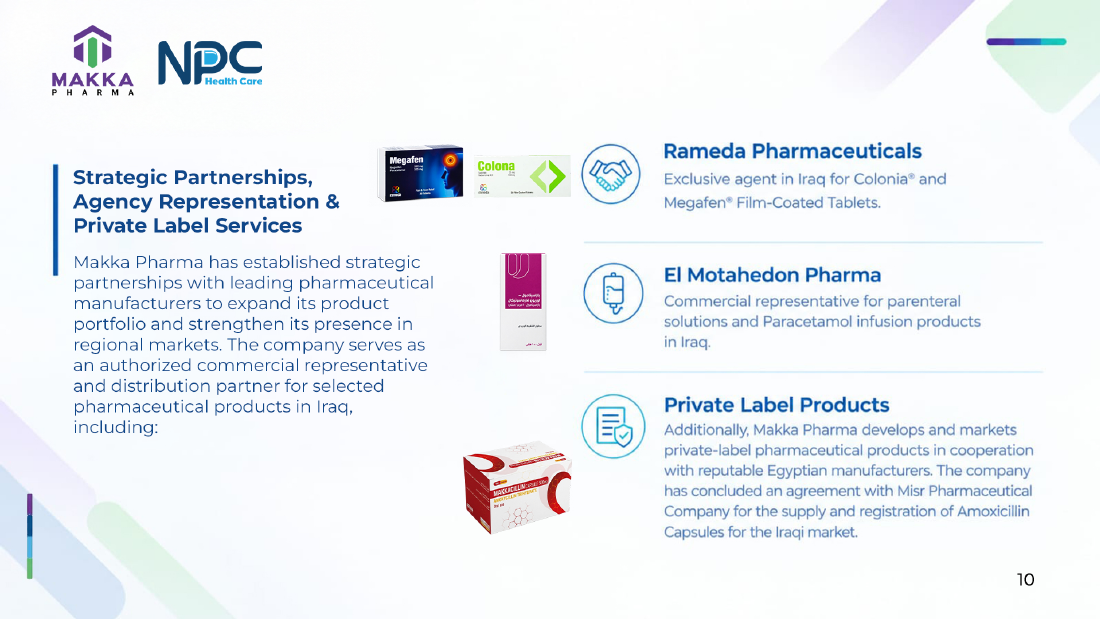 MAKKA
PHARMA
NPC
Health Care
Strategic Partnerships,
Agency Representation &
Private Label Services
Makka Pharma has established strategic
partnerships with leading pharmaceutical
manufacturers to expand its product
portfolio and strengthen its presence in
regional markets. The company serves as
an authorized commercial representative
and distribution partner for selected
pharmaceutical products in Iraq,
including:
Megafen
Colona
MAKKACILLIN
Rameda Pharmaceuticals
Exclusive agent in Iraq for Colonia® and
Megafen® Film-Coated Tablets.
El Motahedon Pharma
Commercial representative for parenteral
solutions and Paracetamol infusion products
in Iraq.
Private Label Products
Additionally, Makka Pharma develops and markets
private-label pharmaceutical products in cooperation
with reputable Egyptian manufacturers. The company
has concluded an agreement with Misr Pharmaceutical
Company for the supply and registration of Amoxicillin
Capsules for the Iraqi market.
10